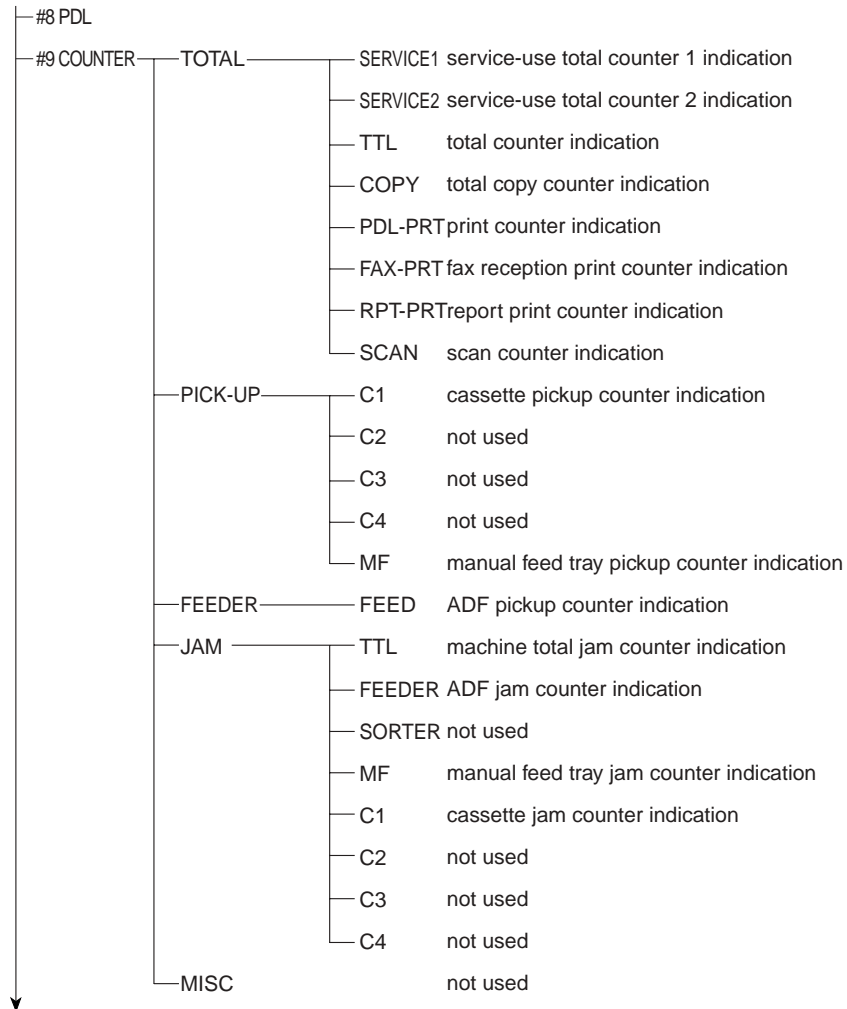 #8 PDL
#9 COUNTER TOTAL SERVICE1 service-use total counter 1 indication
SERVICE2 service-use total counter 2 indication
TTL total counter indication
COPY total copy counter indication
PDL-PRT print counter indication
FAX-PRT fax reception print counter indication
RPT-PRT report print counter indication
SCAN scan counter indication
PICK-UP C1 cassette pickup counter indication
C2 not used
C3 not used
C4 not used
MF manual feed tray pickup counter indication
FEEDER FEED ADF pickup counter indication
JAM TTL machine total jam counter indication
FEEDER ADF jam counter indication
SORTER not used
MF manual feed tray jam counter indication
C1 cassette jam counter indication
C2 not used
C3 not used
C4 not used
MISC not used